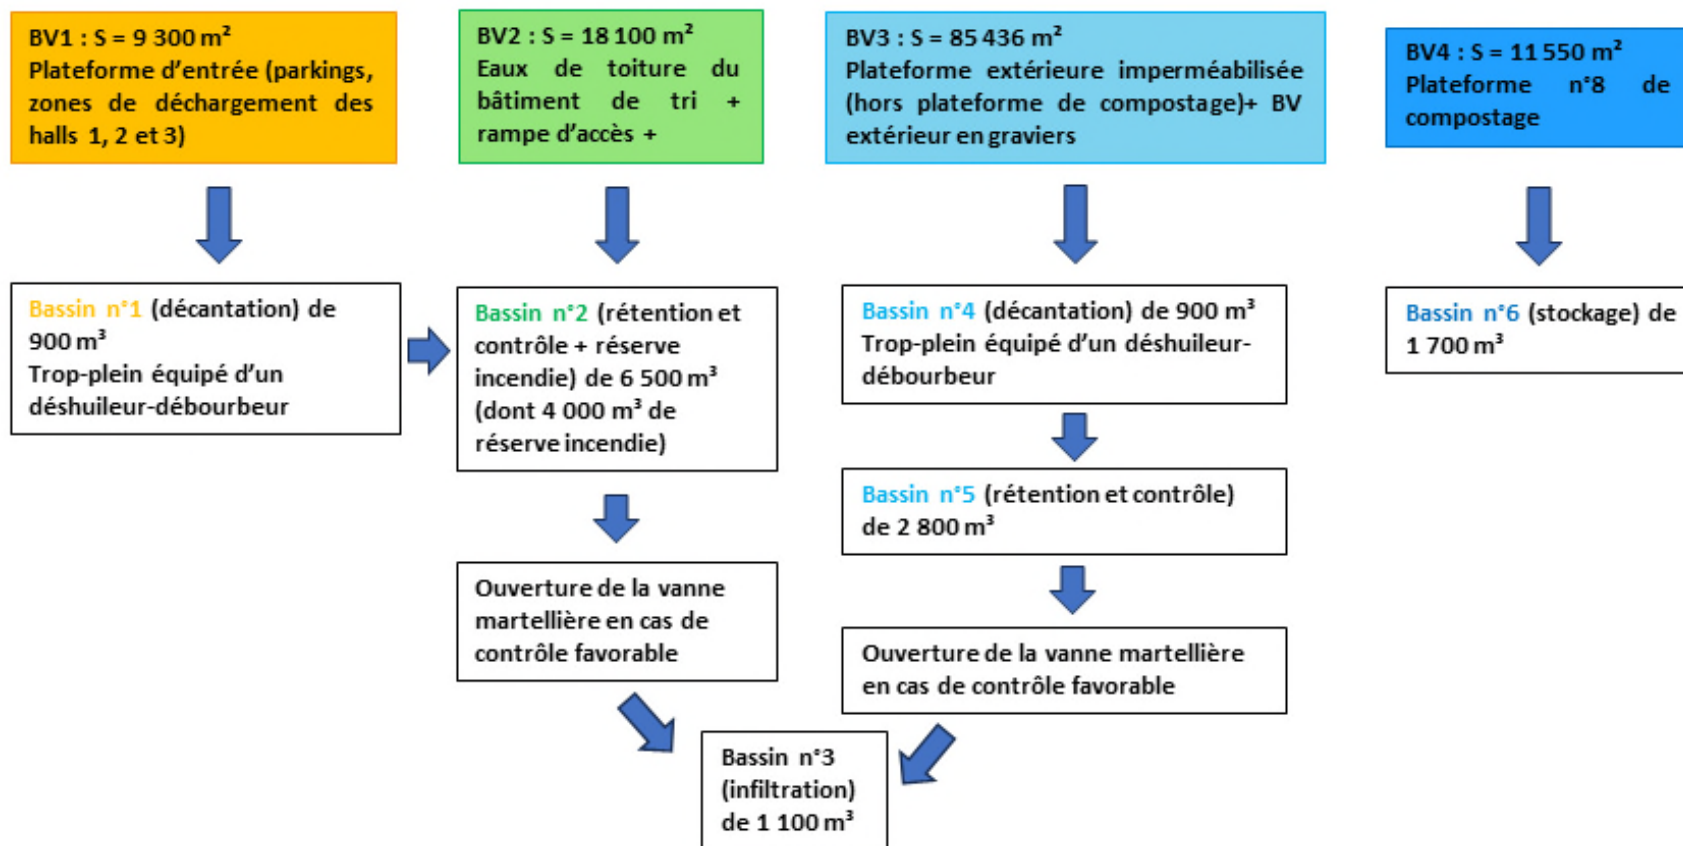 BV1 : S = 9 300 m²
Plateforme d'entrée (parkings,
zones de déchargement des
halls 1, 2 et 3)
BV2 : S = 18 100 m²
Eaux de toiture du
bâtiment de tri +
rampe d'accès +
BV3 : S = 85 436 m²
Plateforme extérieure imperméabilisée
(hors plateforme de compostage)+ BV
extérieur en graviers
BV4 : S = 11 550 m²
Plateforme n°8 de
compostage
Bassin n°1 (décantation) de
900 m³
Trop-plein équipé d'un
déshuileur-débourbeur
Bassin n°2 (rétention et
contrôle + réserve
incendie) de 6 500 m³
(dont 4 000 m³ de
réserve incendie)
Bassin n°4 (décantation) de 900 m³
Trop-plein équipé d'un déshuileur-
débourbeur
Bassin n°6 (stockage) de
1 700 m³
Bassin n°5 (rétention et contrôle)
de 2 800 m³
Ouverture de la vanne
martellière en cas de
contrôle favorable
Ouverture de la vanne martellière
en cas de contrôle favorable
Bassin n°3
(infiltration)
de 1 100 m³